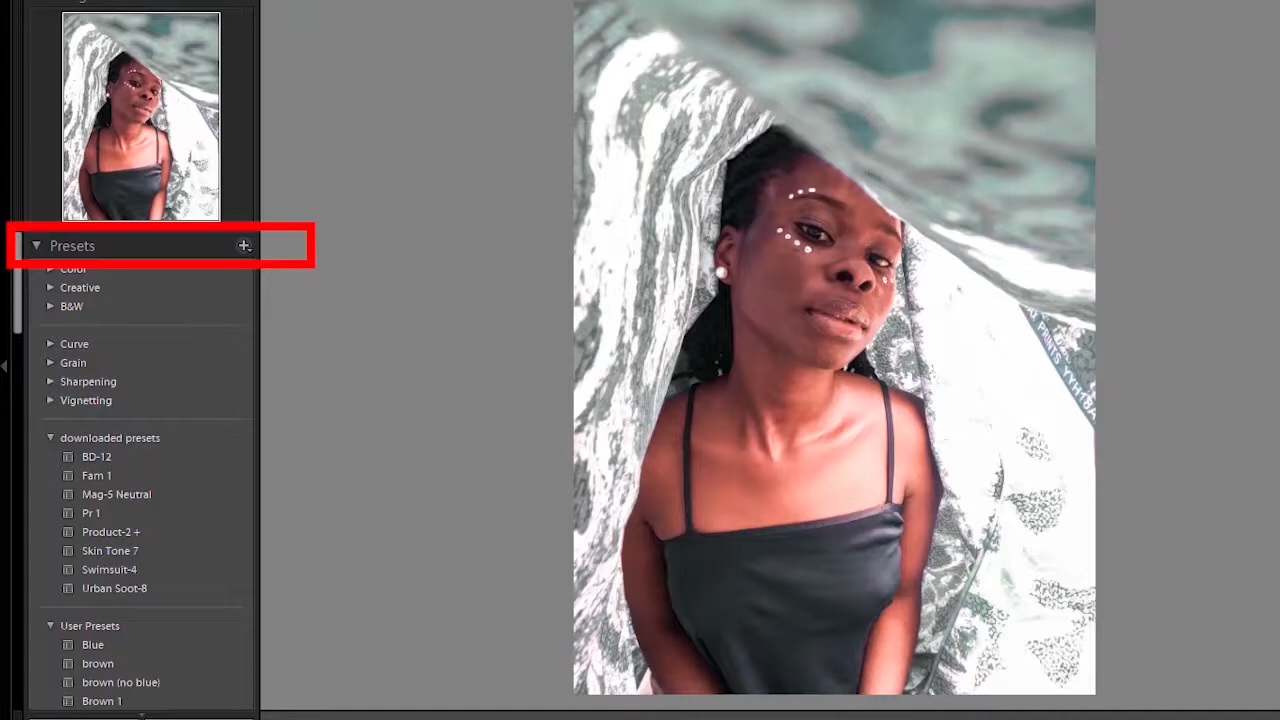 Presets
Color
Creative
B&W
Curve
Grain
Sharpening
Vignetting
downloaded presets
BD-12
Fam 1
Mag-5 Neutral
Pr 1
Product-2 +
Skin Tone 7
Swimsuit-4
Urban Soot-8
User Presets
Blue
brown
brown (no blue)
Brown 1
PRINTS